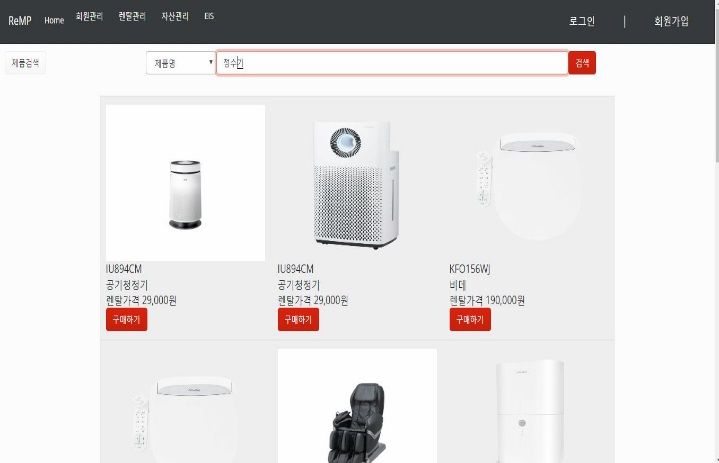 ReMP Home 회원관리 렌탈관리 자산관리 EIS 로그인 | 회원가입
제품검색 제품명 정수기 검색
IU894CM IU894CM KFO156WJ
공기청정기 공기청정기 비데
렌탈가격 29,000원 렌탈가격 29,000원 렌탈가격 190,000원
구매하기 구매하기 구매하기